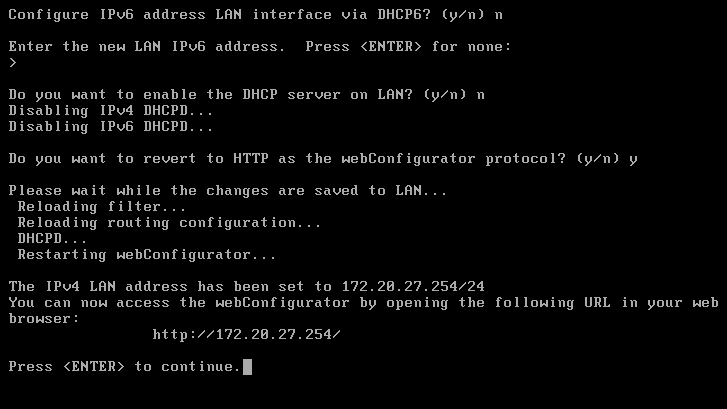 Configure IPv6 address LAN interface via DHCP6? (y/n) n
Enter the new LAN IPv6 address.  Press <ENTER> for none:
>
Do you want to enable the DHCP server on LAN? (y/n) n
Disabling IPv4 DHCPD...
Disabling IPv6 DHCPD...
Do you want to revert to HTTP as the webConfigurator protocol? (y/n) y
Please wait while the changes are saved to LAN...
 Reloading filter...
 Reloading routing configuration...
 DHCPD...
 Restarting webConfigurator...
The IPv4 LAN address has been set to 172.20.27.254/24
You can now access the webConfigurator by opening the following URL in your web
browser:
                http://172.20.27.254/
Press <ENTER> to continue.